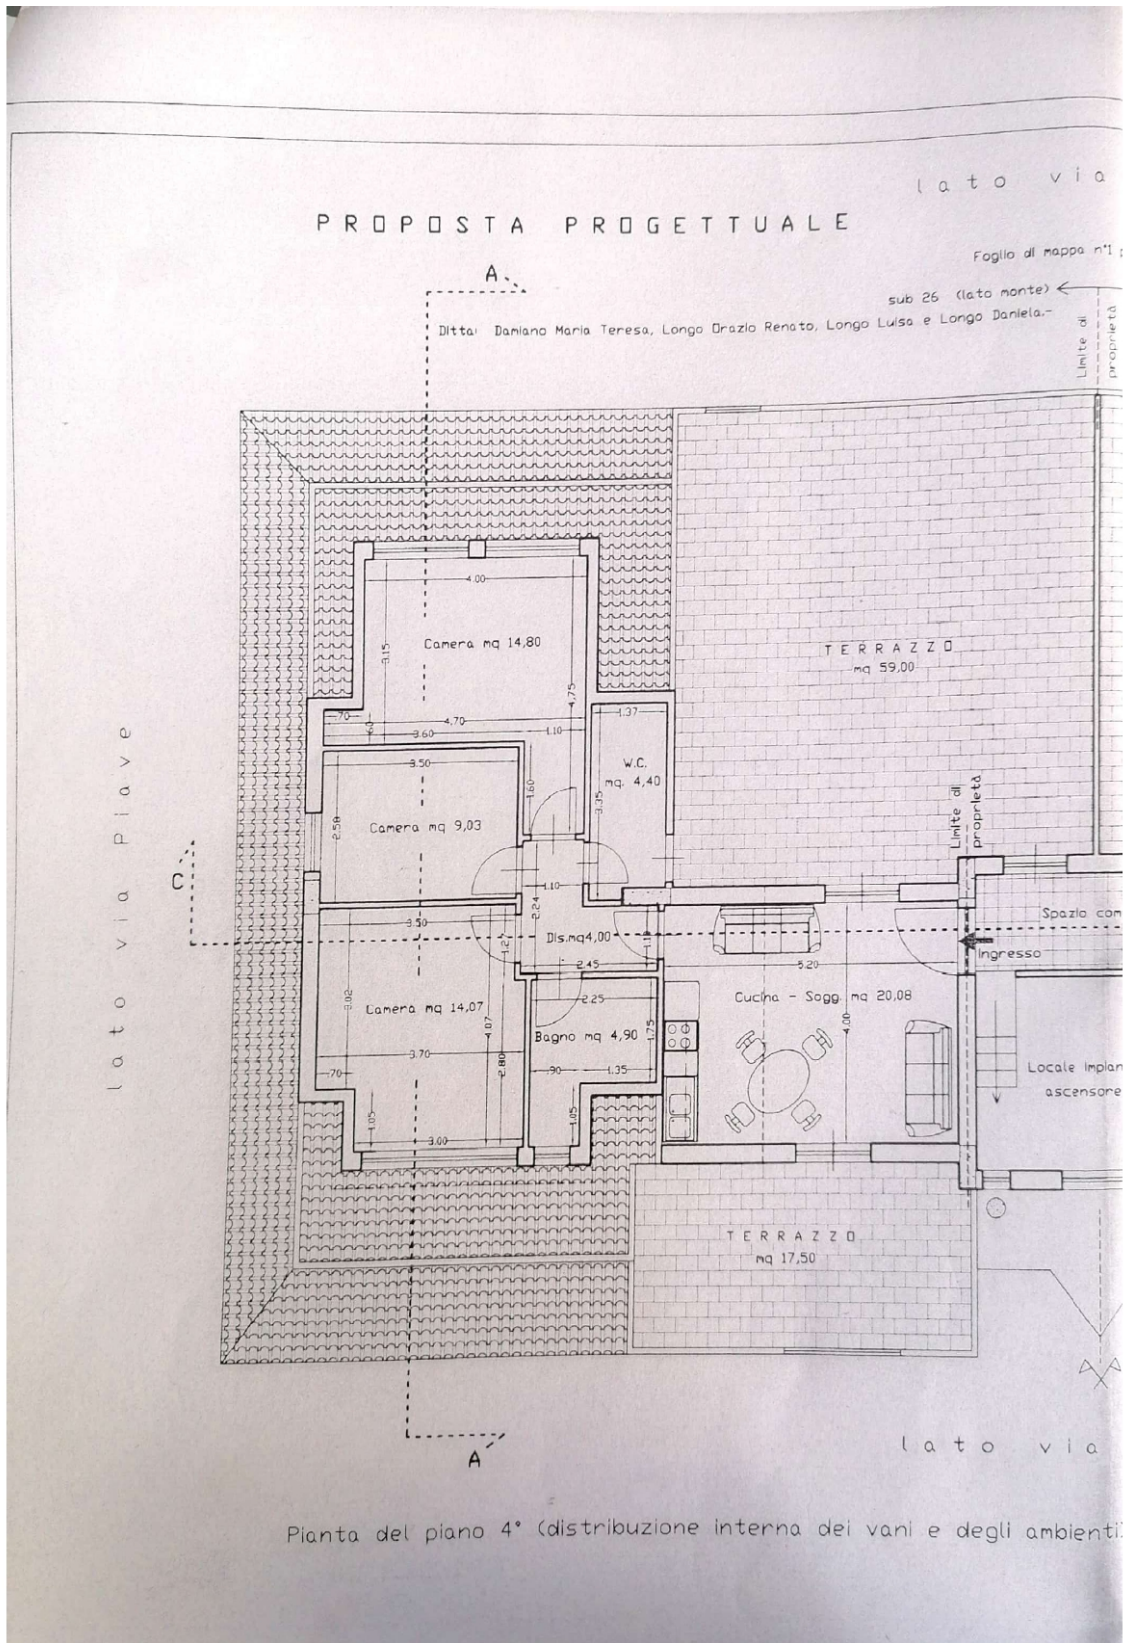 lato via
PROPOSTA PROGETTUALE
Foglio di mappa n°1
A
sub 26 (lato monte)
Ditta: Damiano Maria Teresa, Longo Orazio Renato, Longo Luisa e Longo Daniela.-
Limite di
proprietà
4.00
Camera mq 14,80
3.15
4.75
TERRAZZO
mq 59,00
.70
.60
4.70
3.60
1.10
1.37
3.50
W.C.
mq. 4,40
1.60
3.35
2.58
Camera mq 9,03
Limite di
proprietà
lato via Piave
C
1.10
2.24
3.50
Dis.mq4,00
2.45
Spazio com
Ingresso
5.20
3.02
Camera mq 14,07
2.25
Cucina - Sogg. mq 20,08
Bagno mq 4,90
1.75
4.07
4.00
3.70
2.80
.70
.90
1.35
Locale Impian
ascensore
1.05
1.05
3.00
TERRAZZO
mq 17,50
A
lato via
Pianta del piano 4° (distribuzione interna dei vani e degli ambienti)